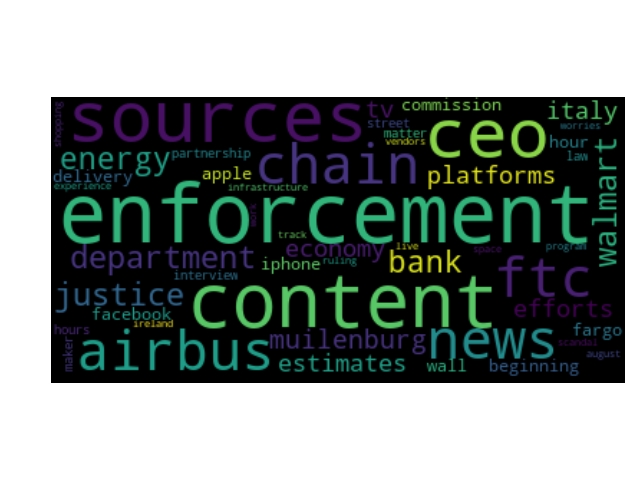 sources tv commission italy
shopping street matter vendors ceo worries
energy partnership chain hour law
delivery apple platforms walmart
experience infrastructure
enforcement
work track
department economy live space program
iphone ruling bank ftc
interview
justice content efforts
facebook
ireland news fargo
hours airbus muilenburg scandal
maker estimates wall beginning august